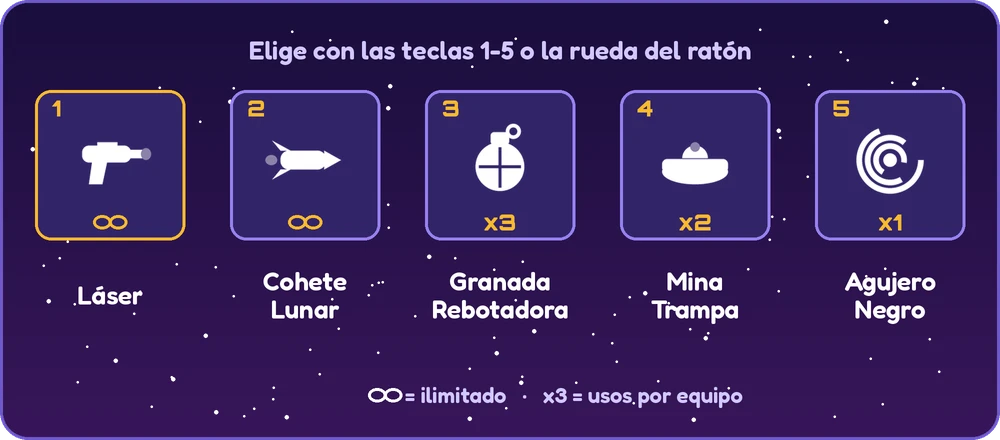 Elige con las teclas 1-5 o la rueda del ratón
1 2 3 4 5
∞ ∞ x3 x2 x1
Láser
Cohete
Lunar
Granada
Rebotadora
Mina
Trampa
Agujero
Negro
∞ = ilimitado · x3 = usos por equipo